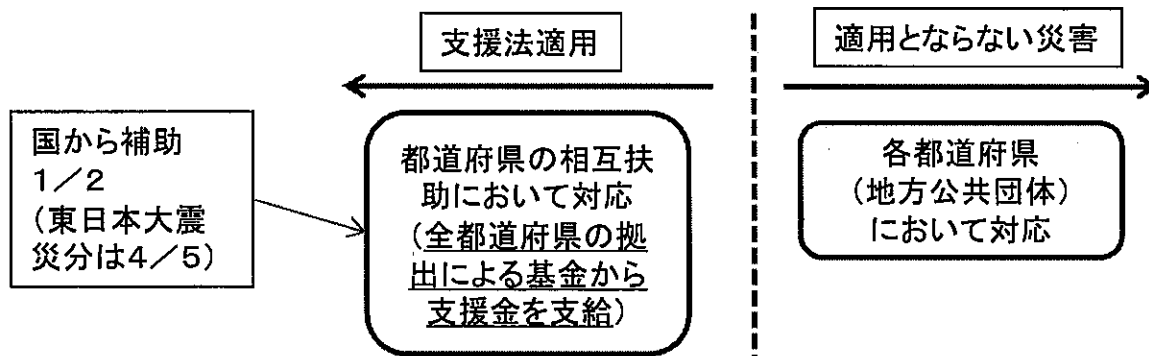 支援法適用
適用とならない災害
国から補助
1／2
（東日本大震
災分は4／5）
都道府県の相互扶
助において対応
（全都道府県の拠
出による基金から
支援金を支給）
各都道府県
（地方公共団体）
において対応